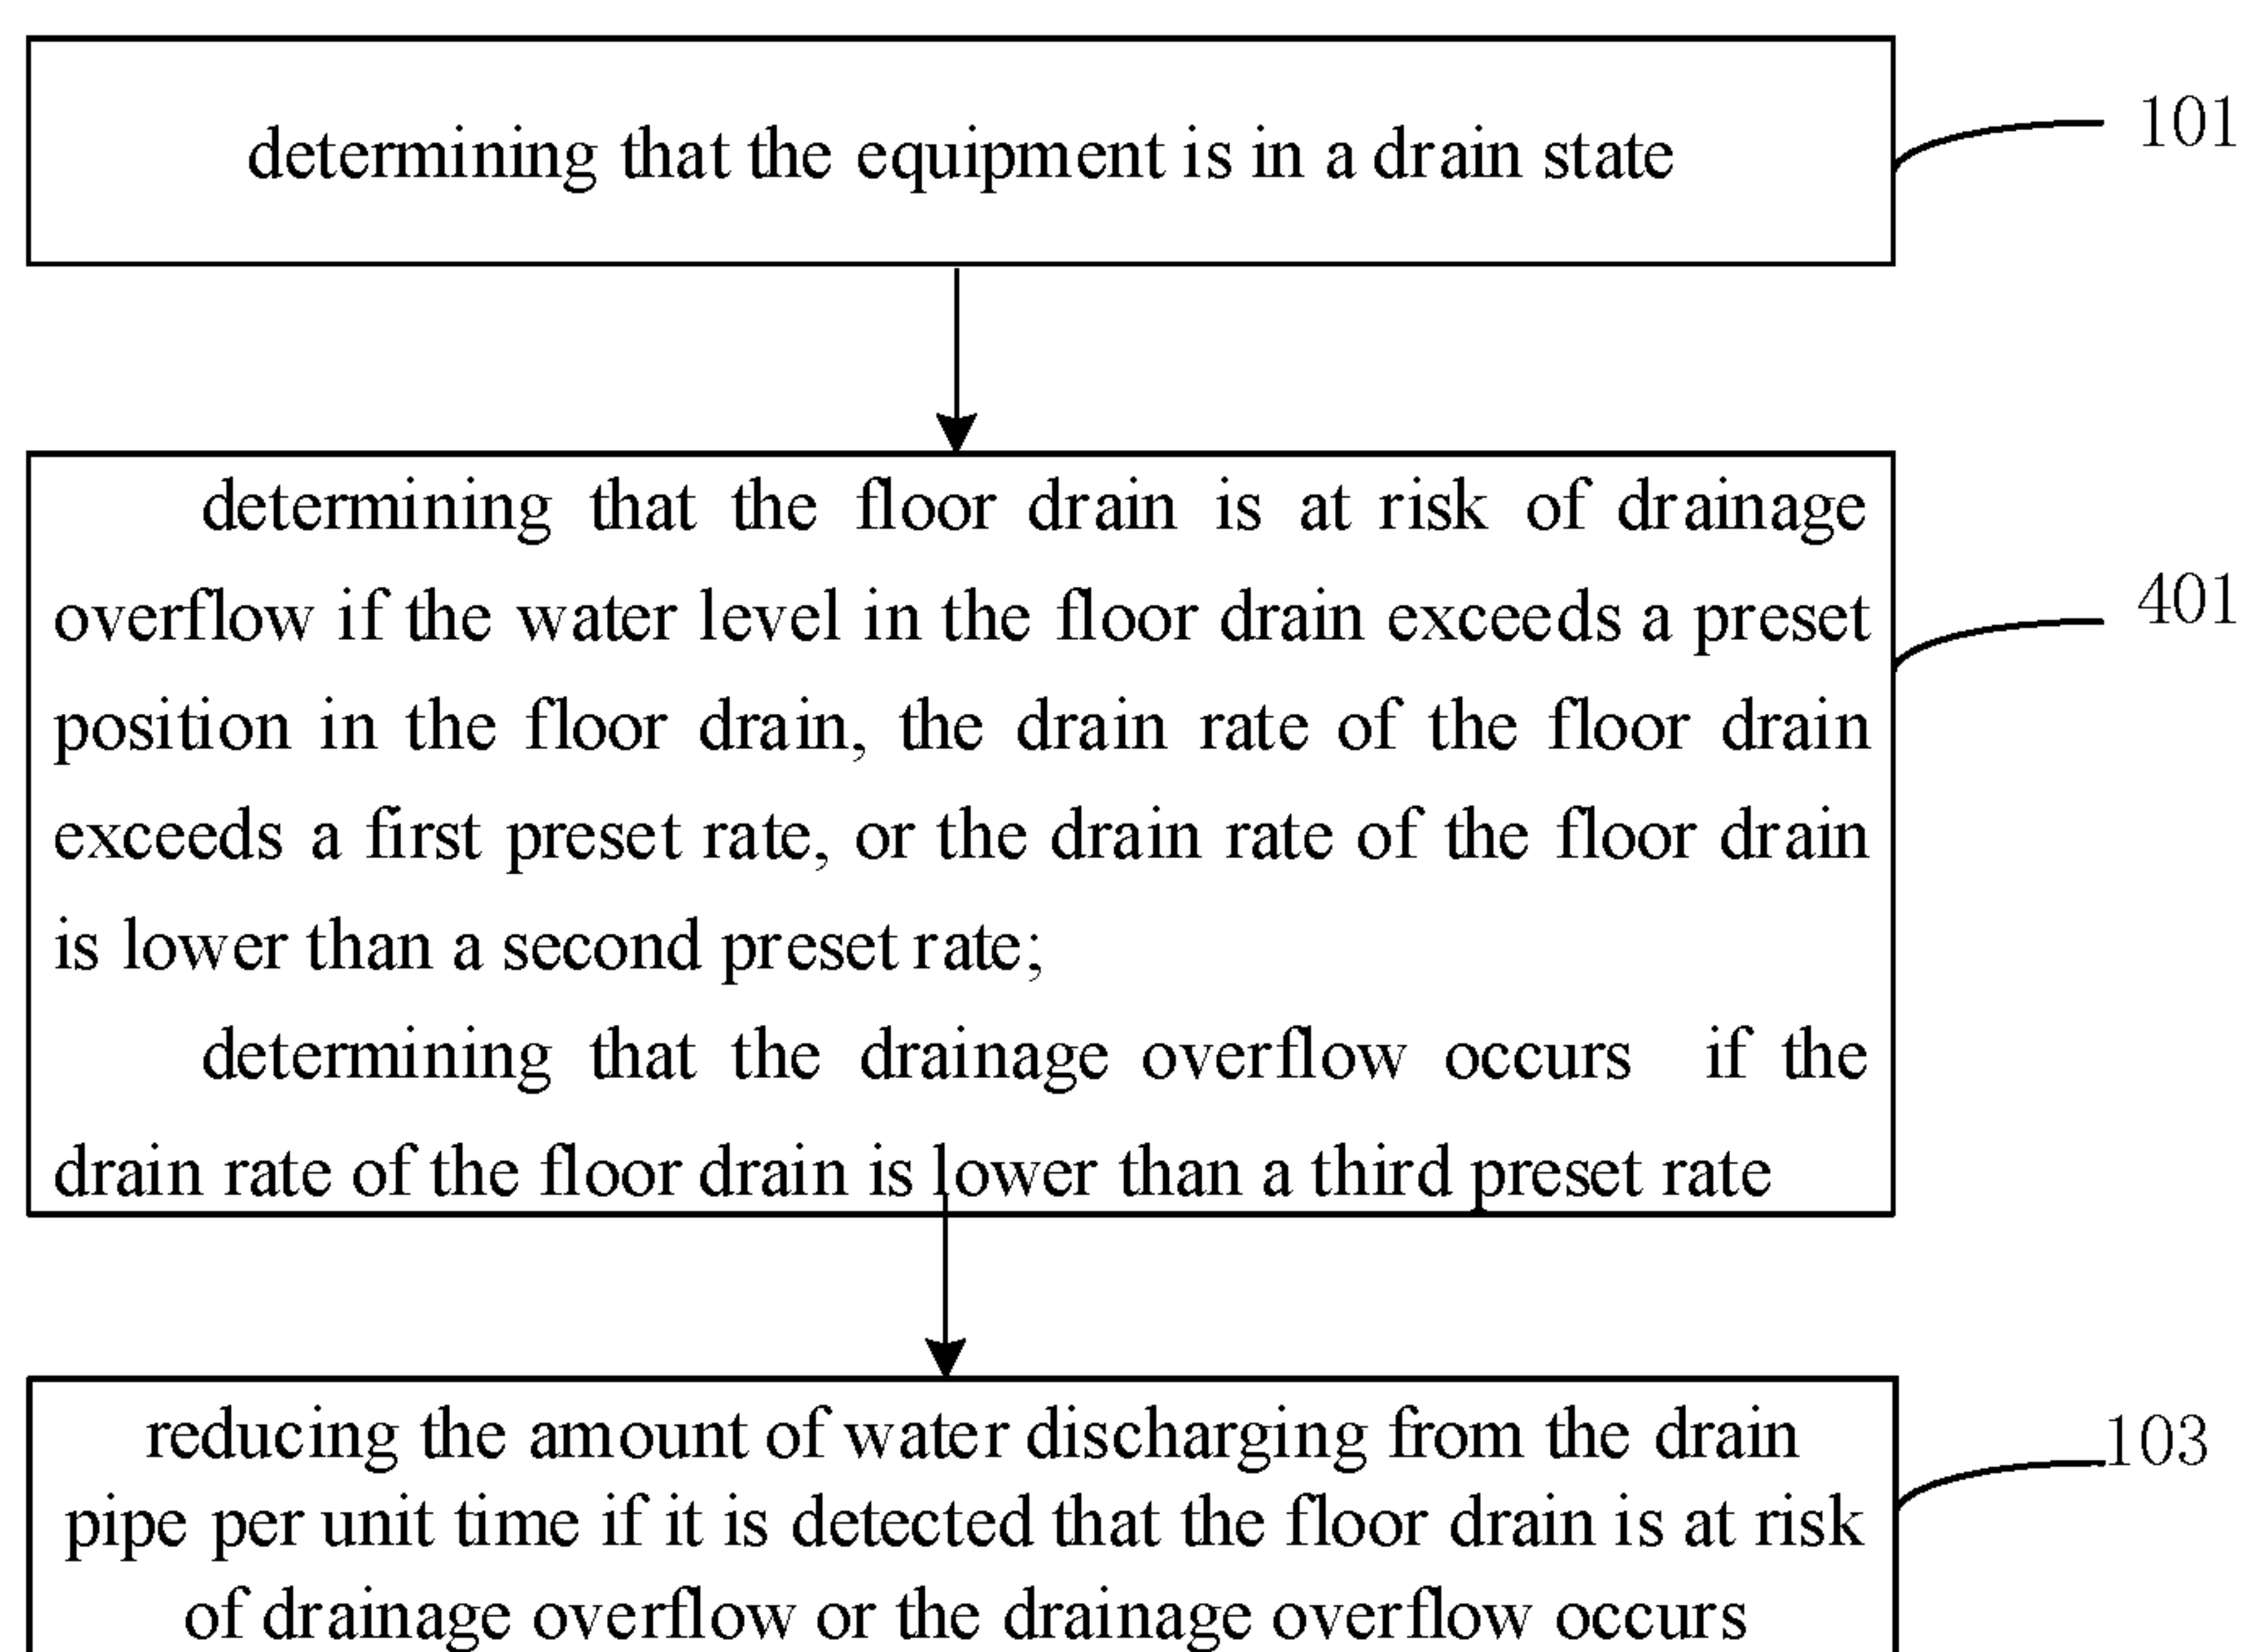 determining that the equipment is in a drain state
101
determining that the floor drain is at risk of drainage
overflow if the water level in the floor drain exceeds a preset
position in the floor drain, the drain rate of the floor drain
exceeds a first preset rate, or the drain rate of the floor drain
is lower than a second preset rate;
determining that the drainage overflow occurs if the
drain rate of the floor drain is lower than a third preset rate
401
reducing the amount of water discharging from the drain
pipe per unit time if it is detected that the floor drain is at risk
of drainage overflow or the drainage overflow occurs
103